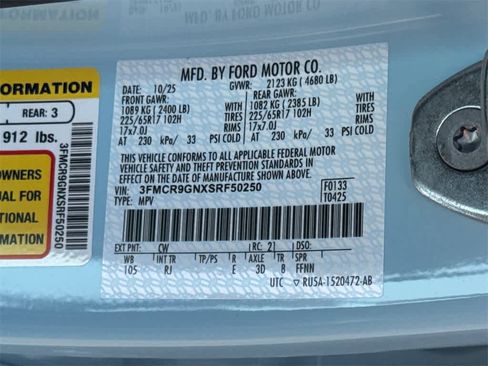 MFD. BY FORD MOTOR CO.
DATE: 10/25 GVWR: 2123 KG ( 4680 LB)
FRONT GAWR: REAR GAWR:
1089 KG ( 2400 LB) 1082 KG ( 2385 LB)
225/65R17 102H TIRES 225/65R17 102H TIRES
17x7.0J RIMS 17x7.0J RIMS
AT 230 kPa/ 33 PSI COLD AT 230 kPa/ 33 PSI COLD
THIS VEHICLE CONFORMS TO ALL APPLICABLE FEDERAL MOTOR
VEHICLE SAFETY AND THEFT PREVENTION STANDARDS IN EFFECT
ON THE DATE OF MANUFACTURE SHOWN ABOVE.
VIN: 3FMCR9GNXSRF50250 F0133
TYPE: MPV T0425
EXT PNT: CW RC: 21 DSO:
WB INT TR TP/PS R AXLE TR SPR
105 RJ E 3D 8 FFNN
UTC RU5A-1520472-AB
FORMATION
REAR: 3
912 lbs.
3FMCR9GNXSRF50250